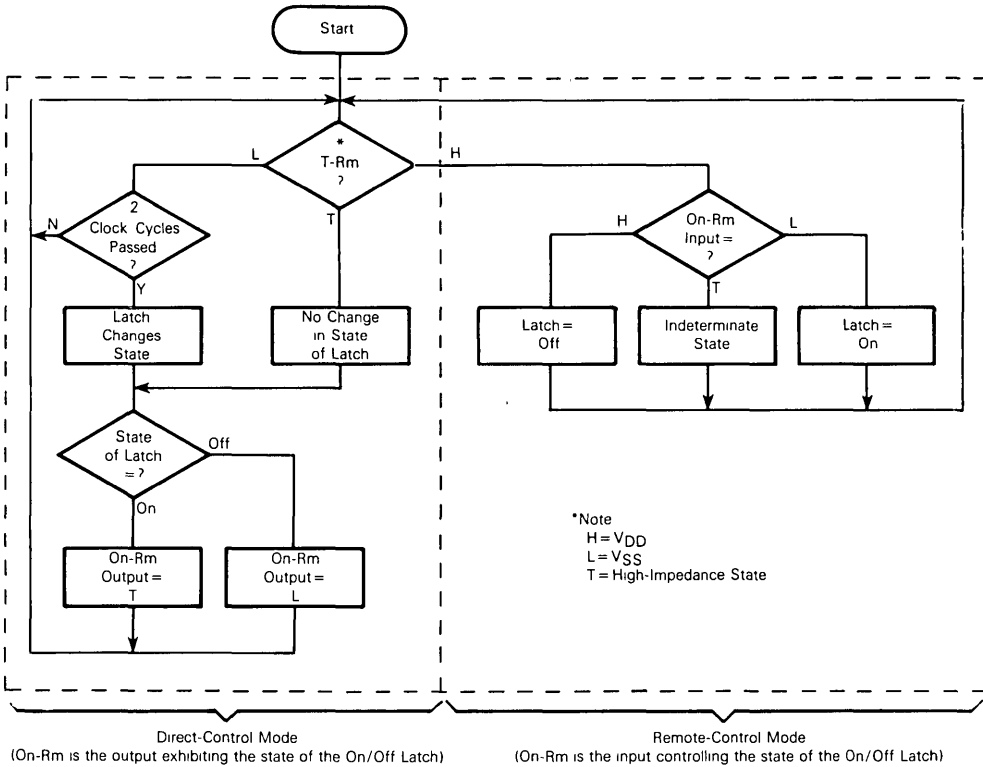 Start
*
T-Rm
?
L
H
T
2
Clock Cycles
Passed
?
N
Y
Latch
Changes
State
No Change
in State
of Latch
State
of Latch
= ?
Off
On
On-Rm
Output =
T
On-Rm
Output =
L
On-Rm
Input =
?
H
L
T
Latch =
Off
Indeterminate
State
Latch =
On
*Note
H = VDD
L = VSS
T = High-Impedance State
Direct-Control Mode
(On-Rm is the output exhibiting the state of the On/Off Latch)
Remote-Control Mode
(On-Rm is the input controlling the state of the On/Off Latch)